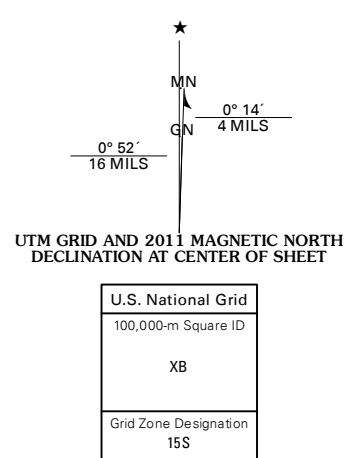 ★
MN
0° 14´
4 MILS
GN
0° 52´
16 MILS
UTM GRID AND 2011 MAGNETIC NORTH
DECLINATION AT CENTER OF SHEET
U.S. National Grid
100,000-m Square ID
XB
Grid Zone Designation
15S